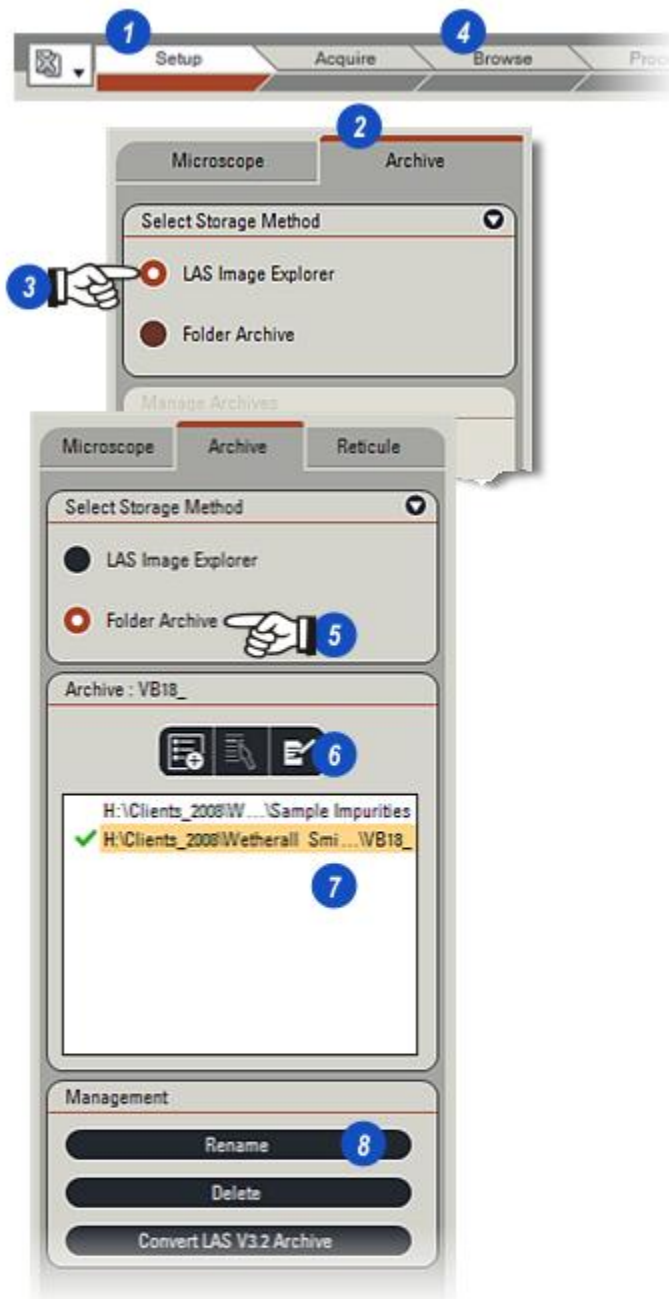 1 4
Setup Acquire Browse Proc
2
Microscope Archive
Select Storage Method
3 LAS Image Explorer
Folder Archive
Manage Archives
Microscope Archive Reticule
Select Storage Method
LAS Image Explorer
Folder Archive 5
Archive : VB18_
6
H:\Clients_2008\W ...\Sample Impurities
H:\Clients_2008\Wetherall Smi ...\VB18_
7
Management
Rename 8
Delete
Convert LAS V3.2 Archive